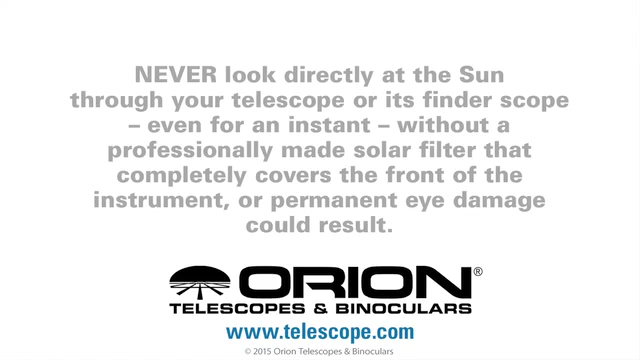 NEVER look directly at the Sun
through your telescope or its finder scope
– even for an instant – without a
professionally made solar filter that
completely covers the front of the
instrument, or permanent eye damage
could result.
ORION®
TELESCOPES & BINOCULARS
www.telescope.com
© 2015 Orion Telescopes & Binoculars